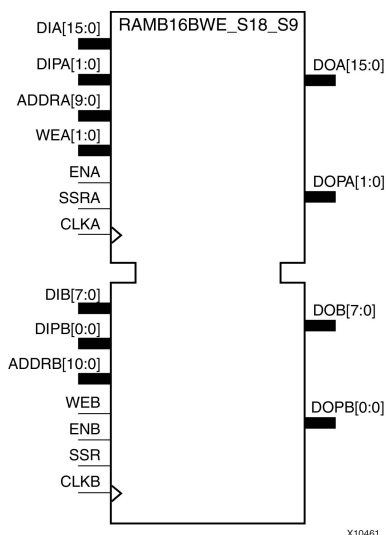 RAMB16BWE_S18_S9
DIA[15:0]
DIPA[1:0]
ADDRA[9:0]
WEA[1:0]
ENA
SSRA
CLKA
DOA[15:0]
DOPA[1:0]
DIB[7:0]
DIPB[0:0]
ADDRB[10:0]
WEB
ENB
SSR
CLKB
DOB[7:0]
DOPB[0:0]
X10461